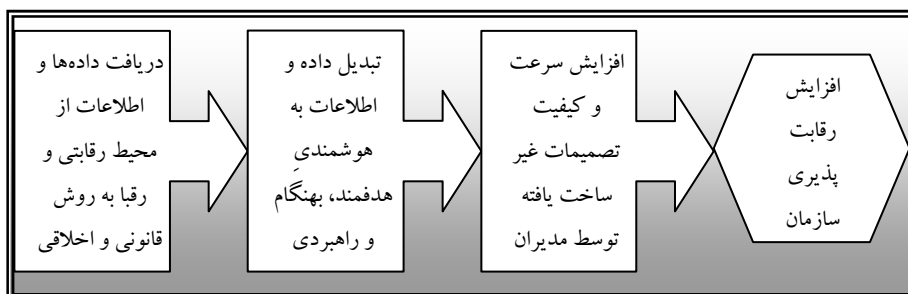 دریافت داده‌ها و
اطلاعات از
محیط رقابتی و
رقبا به روش
قانونی و اخلاقی
تبدیل داده و
اطلاعات به
هوشمندیِ
هدفمند، بهنگام
و راهبردی
افزایش سرعت
و کیفیت
تصمیمات غیر
ساخت یافته
توسط مدیران
افزایش
رقابت
پذیری
سازمان